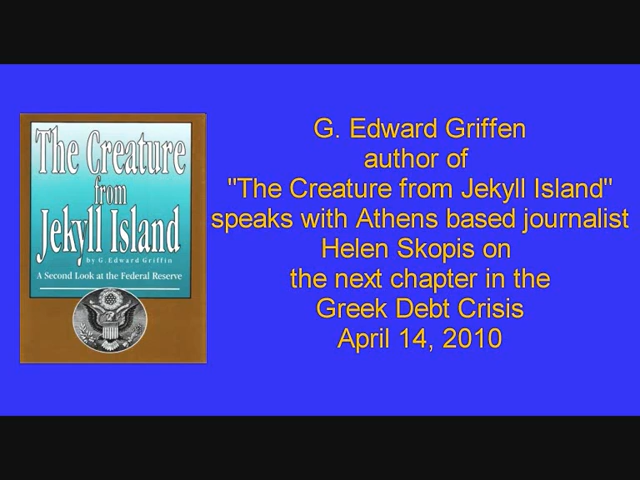 The Creature
from
Jekyll Island
by G. Edward Griffin
A Second Look at the Federal Reserve
G. Edward Griffen
author of
"The Creature from Jekyll Island"
speaks with Athens based journalist
Helen Skopis on
the next chapter in the
Greek Debt Crisis
April 14, 2010